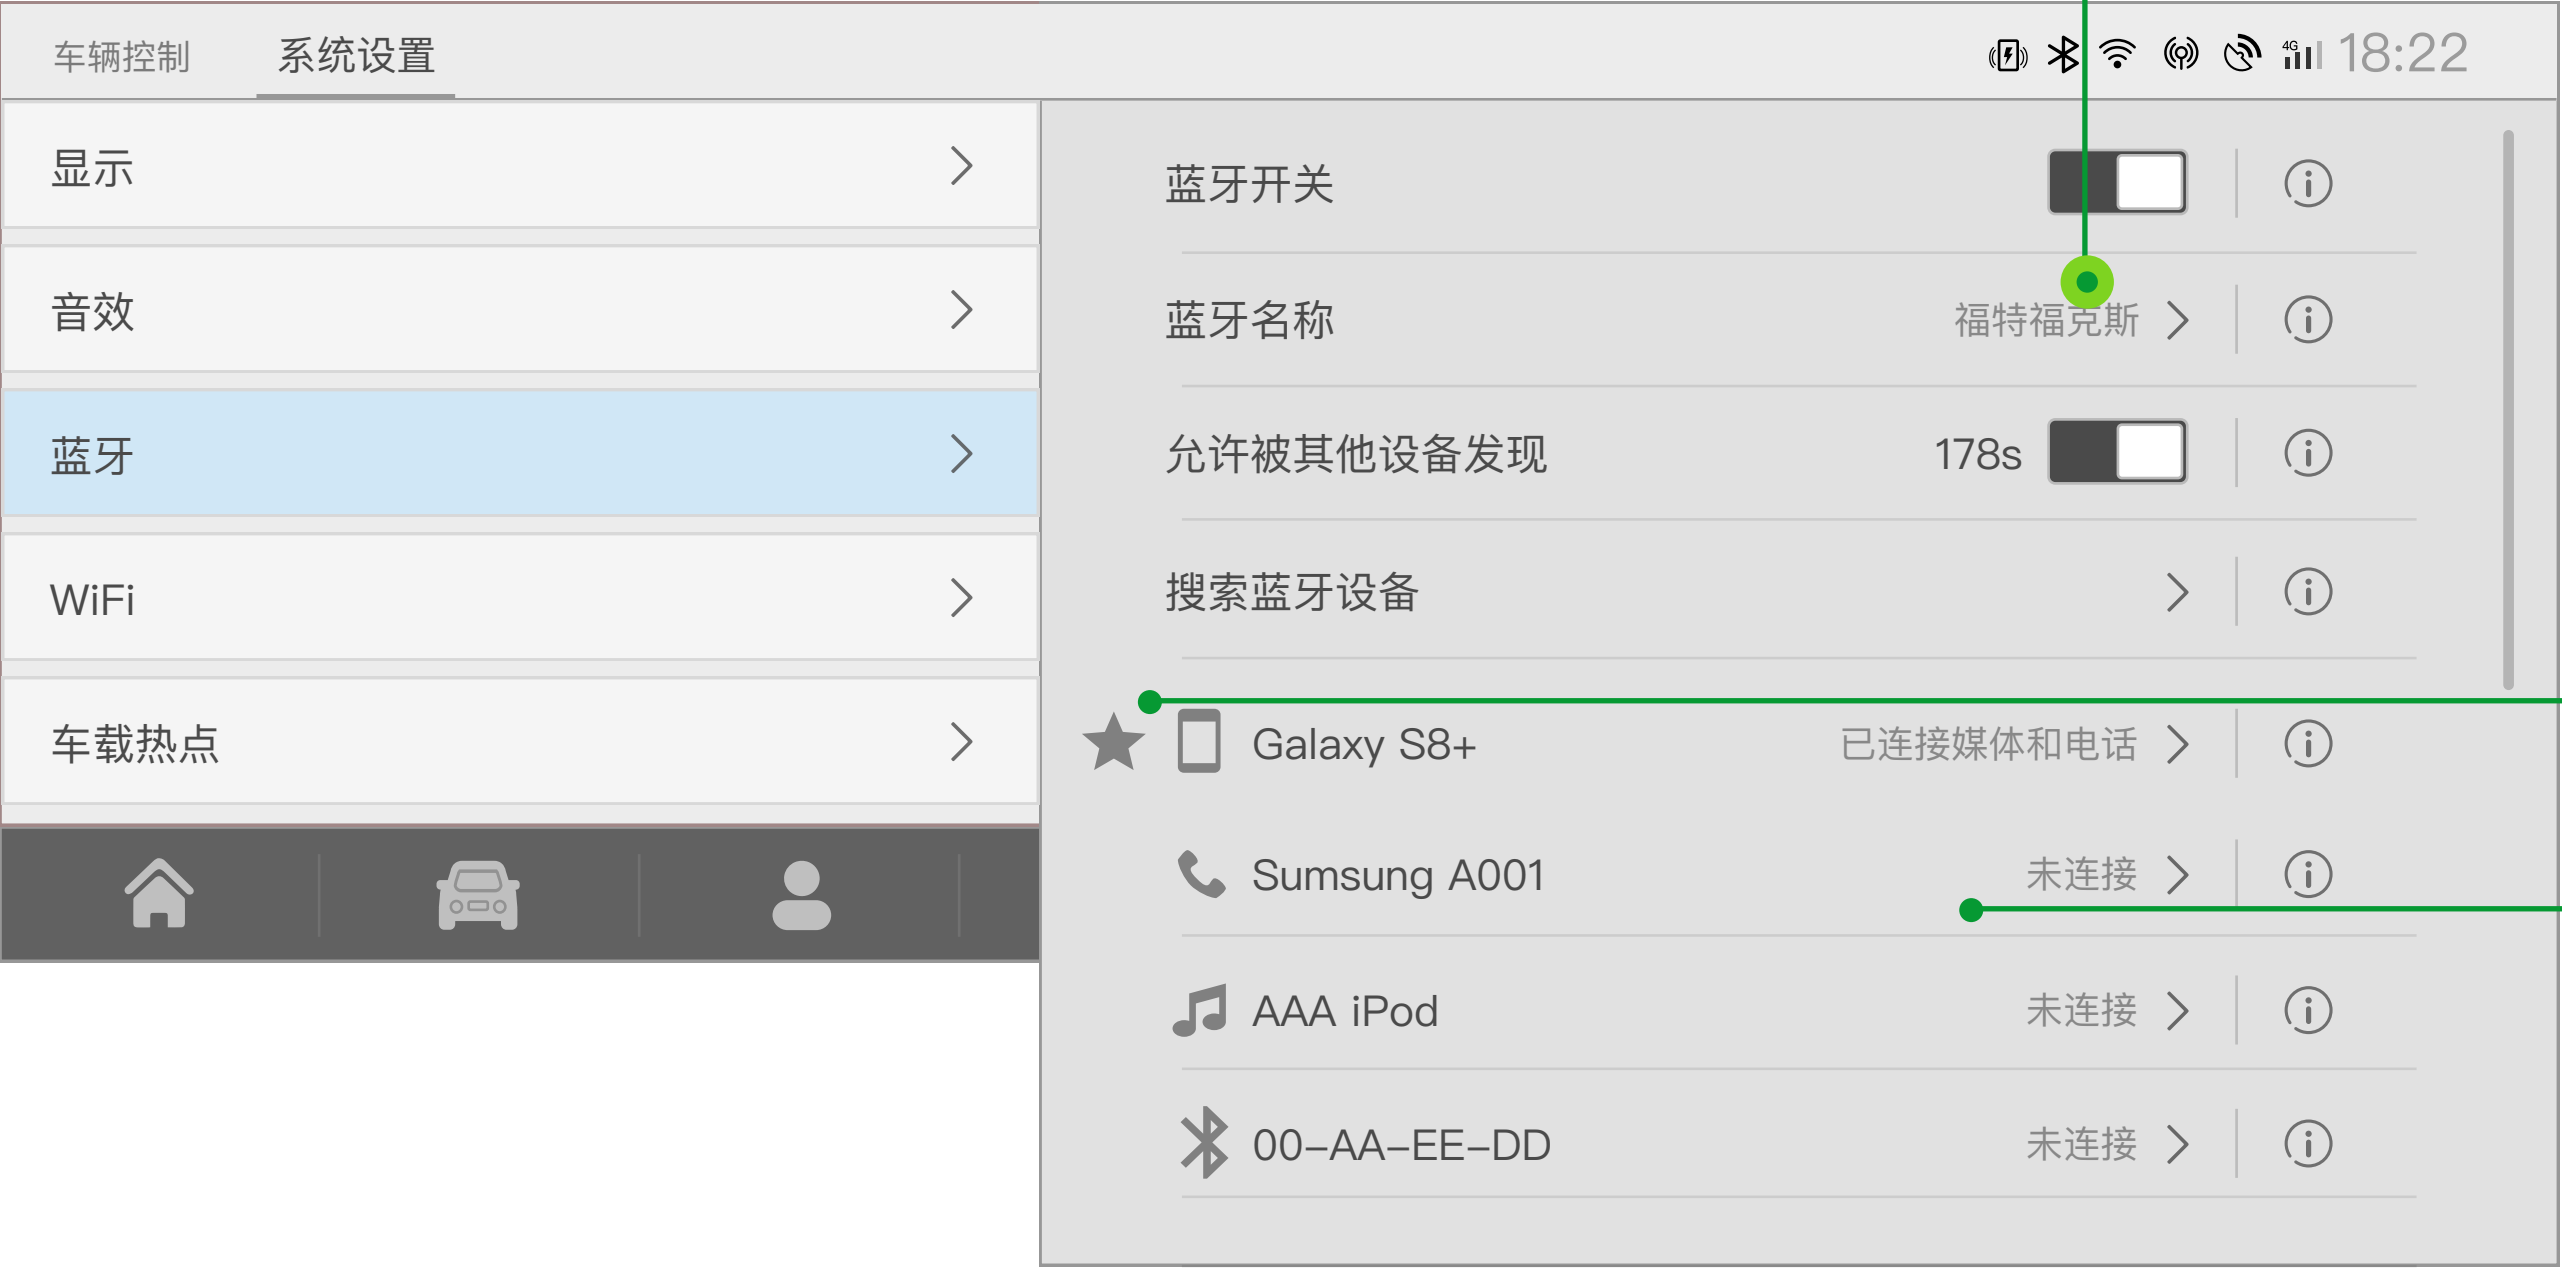 车辆控制 系统设置 4G 18:22
显示
音效
蓝牙
WiFi
车载热点
蓝牙开关
蓝牙名称 福特福克斯
允许被其他设备发现 178s
搜索蓝牙设备
Galaxy S8+ 已连接媒体和电话
Sumsung A001 未连接
AAA iPod 未连接
00-AA-EE-DD 未连接